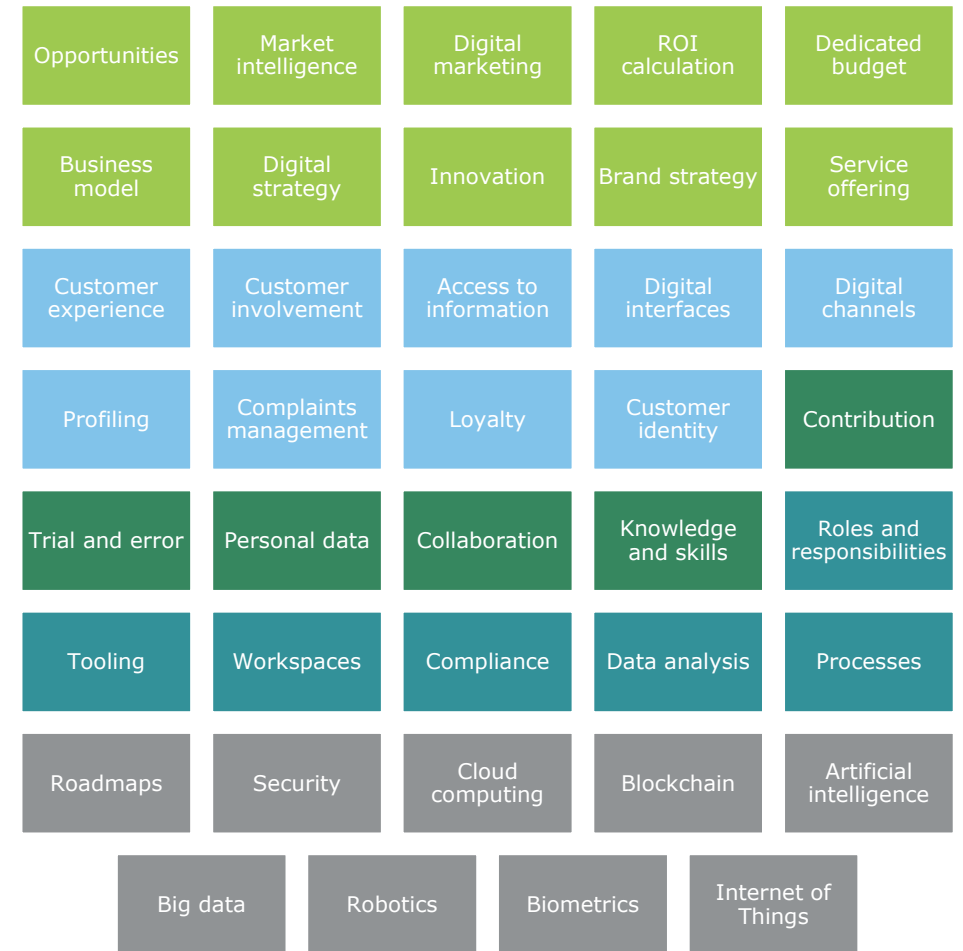 Opportunities
Market
intelligence
Digital
marketing
ROI
calculation
Dedicated
budget
Business
model
Digital
strategy
Innovation
Brand strategy
Service
offering
Customer
experience
Customer
involvement
Access to
information
Digital
interfaces
Digital
channels
Profiling
Complaints
management
Loyalty
Customer
identity
Contribution
Trial and error
Personal data
Collaboration
Knowledge
and skills
Roles and
responsibilities
Tooling
Workspaces
Compliance
Data analysis
Processes
Roadmaps
Security
Cloud
computing
Blockchain
Artificial
intelligence
Big data
Robotics
Biometrics
Internet of
Things